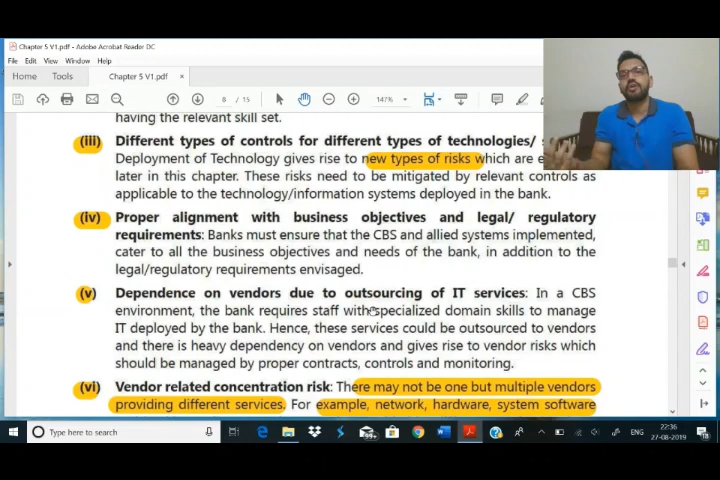 Chapter 5 V1.pdf - Adobe Acrobat Reader DC
File Edit View Window Help
Home Tools Chapter 5 V1.pdf ×
8 / 15 147%
having the relevant skill set.
(iii) Different types of controls for different types of technologies/
Deployment of Technology gives rise to new types of risks which are
later in this chapter. These risks need to be mitigated by relevant controls as
applicable to the technology/information systems deployed in the bank.
(iv) Proper alignment with business objectives and legal/ regulatory
requirements: Banks must ensure that the CBS and allied systems implemented,
cater to all the business objectives and needs of the bank, in addition to the
legal/regulatory requirements envisaged.
(v) Dependence on vendors due to outsourcing of IT services: In a CBS
environment, the bank requires staff with specialized domain skills to manage
IT deployed by the bank. Hence, these services could be outsourced to vendors
and there is heavy dependency on vendors and gives rise to vendor risks which
should be managed by proper contracts, controls and monitoring.
(vi) Vendor related concentration risk: There may not be one but multiple vendors
providing different services. For example, network, hardware, system software
Type here to search 99+ ENG 22:36
27-08-2019